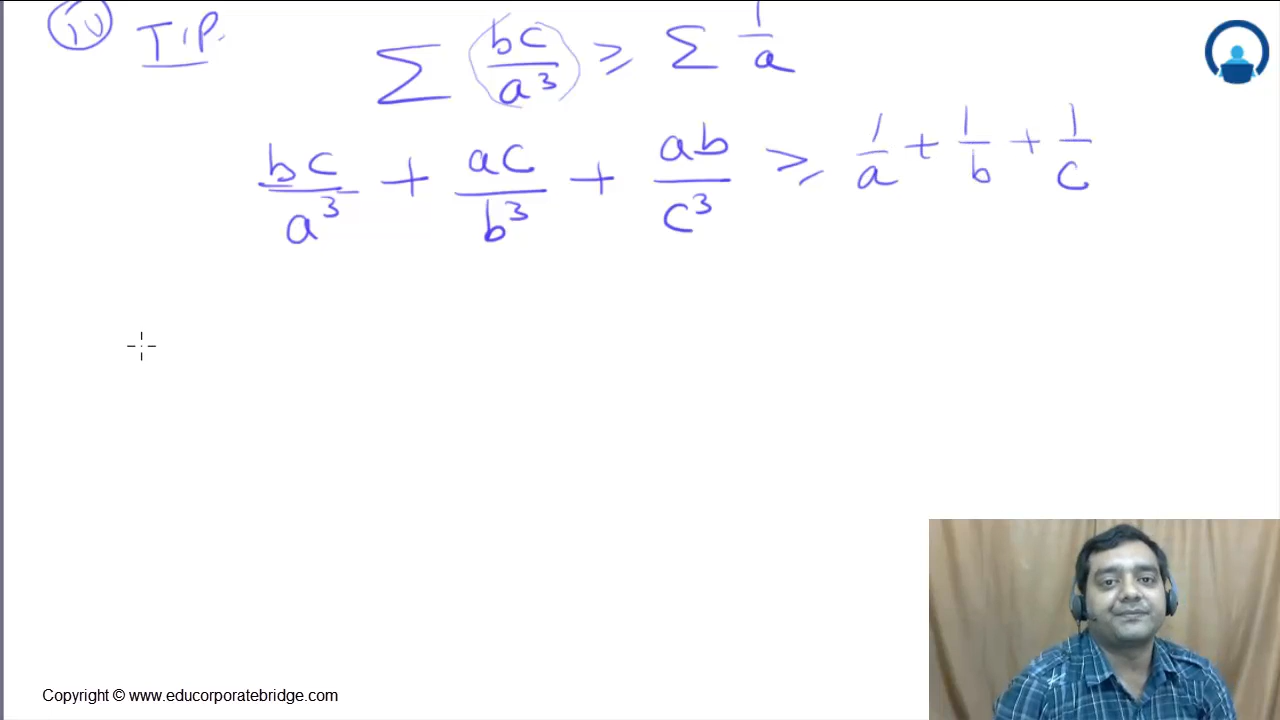 iv T.P. Σ bc/a³ ≥ Σ 1/a
bc/a³ + ac/b³ + ab/c³ ≥ 1/a + 1/b + 1/c
Copyright © www.educorporatebridge.com